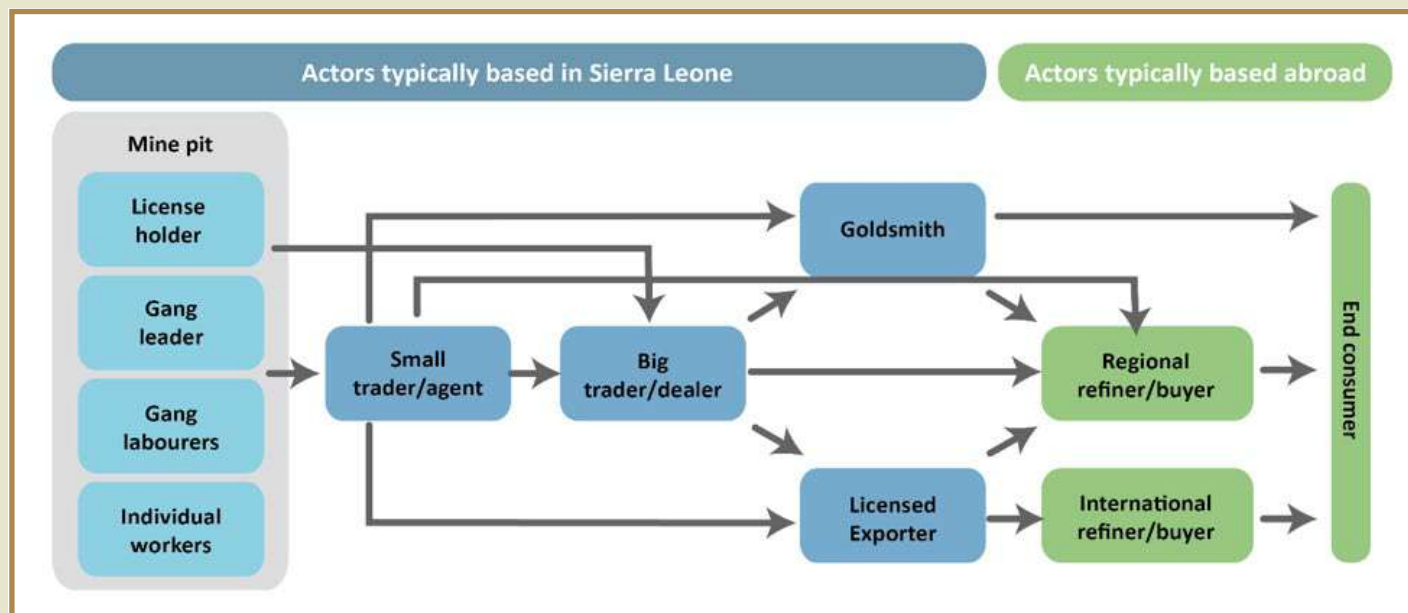 Actors typically based in Sierra Leone
Actors typically based abroad
Mine pit
License
holder
Gang
leader
Gang
labourers
Individual
workers
Small
trader/agent
Big
trader/dealer
Goldsmith
Licensed
Exporter
Regional
refiner/buyer
International
refiner/buyer
End consumer